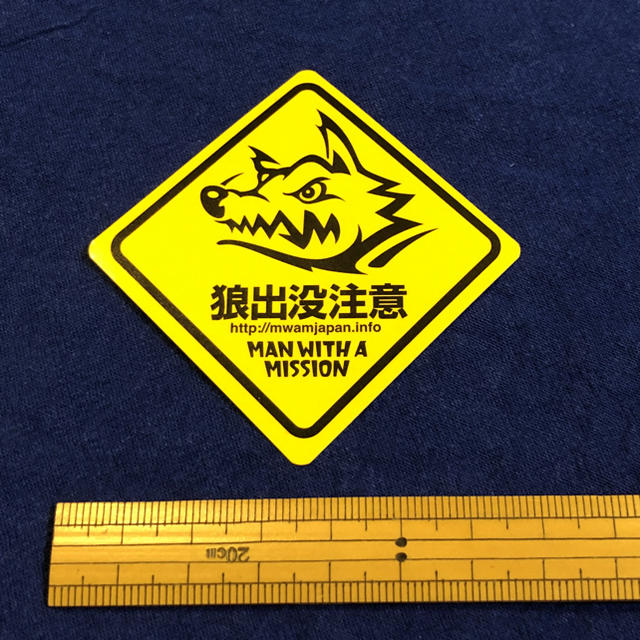 狼出没注意
http://mwamjapan.info
MAN WITH A
MISSION
20cm